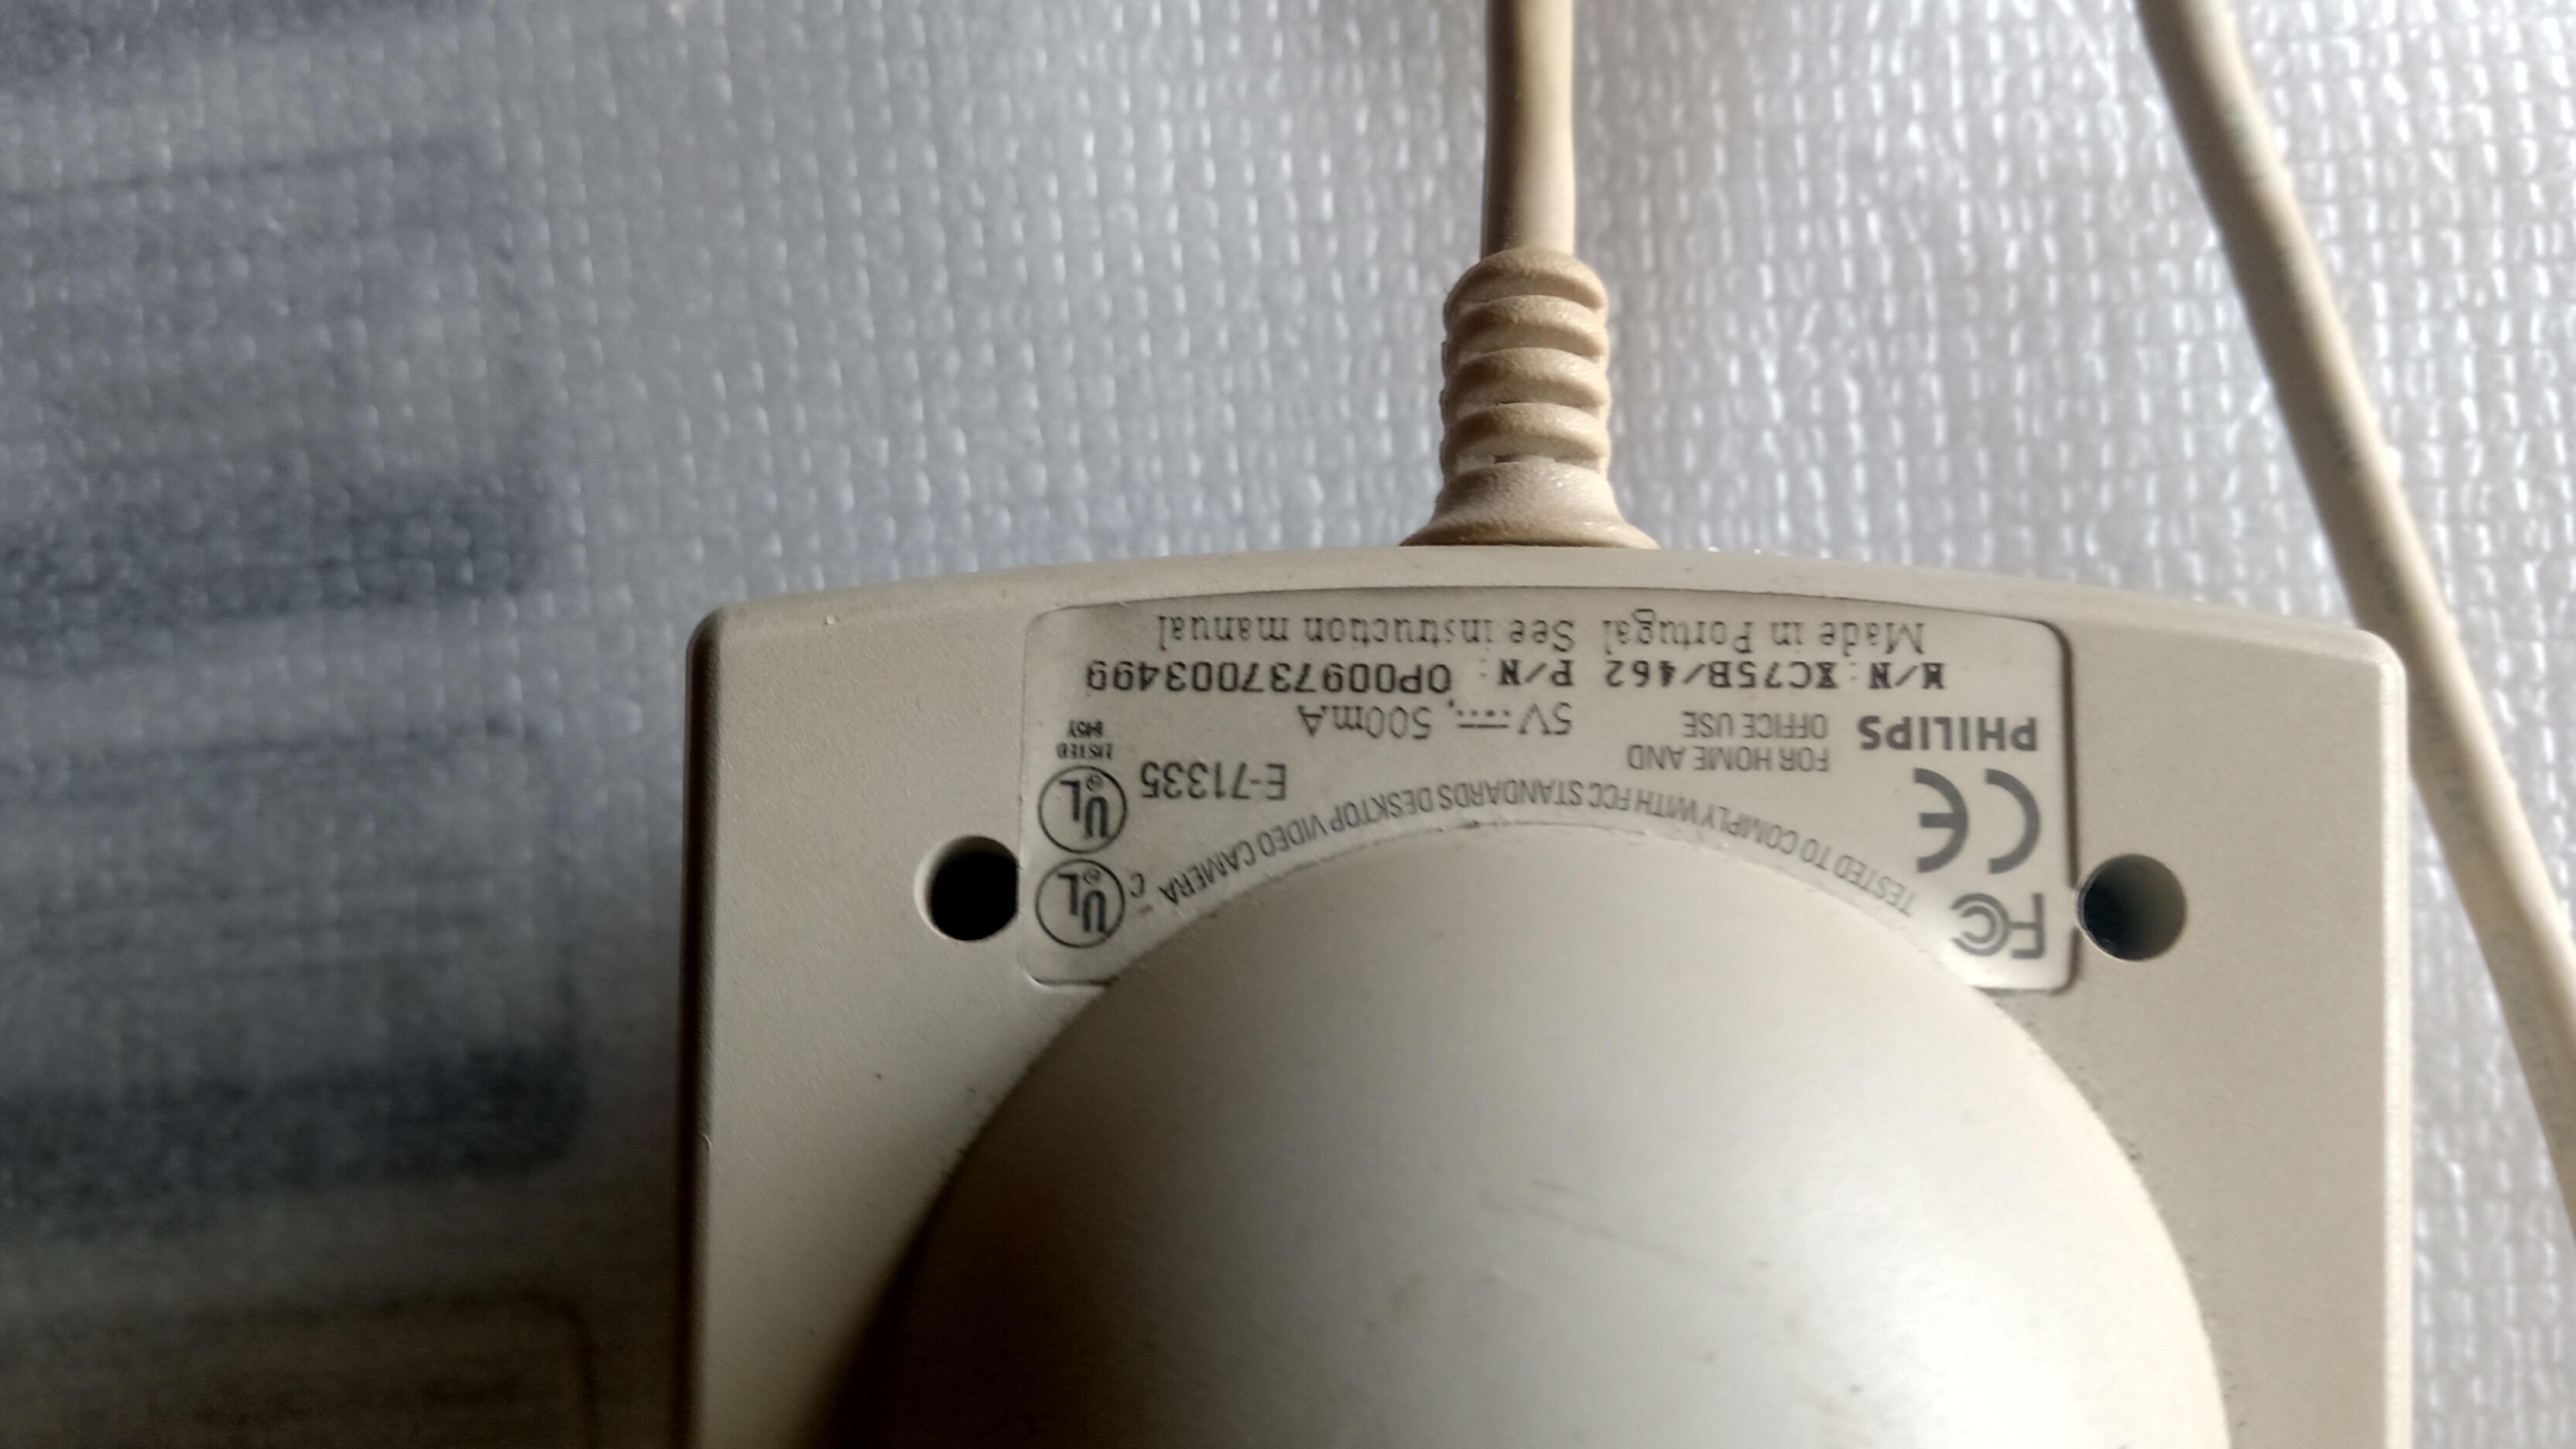 FC
TESTED TO COMPLY WITH FCC STANDARDS DESKTOP VIDEO CAMERA
C UL
CE
FOR HOME AND
OFFICE USE
E-71335
UL
LISTED
PHILIPS
5V⎓, 500mA
M/N: XC75B/462 P/N: OP009737003499
Made in Portugal See instruction manual